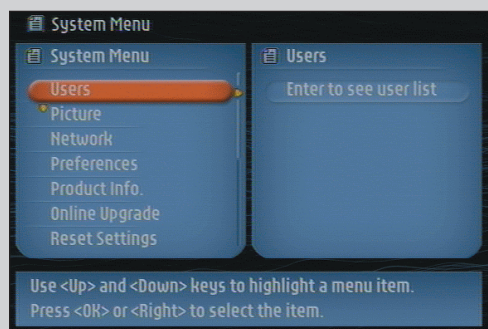 System Menu
System Menu
Users
Picture
Network
Preferences
Product Info.
Online Upgrade
Reset Settings
Users
Enter to see user list
Use <Up> and <Down> keys to highlight a menu item.
Press <OK> or <Right> to select the item.